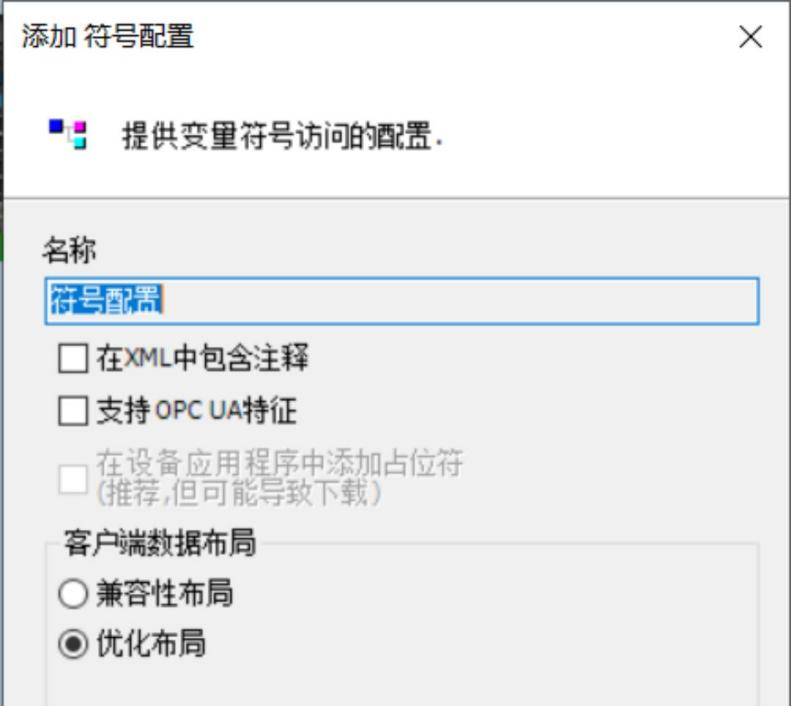 添加 符号配置
提供变量符号访问的配置.
名称
符号配置
在XML中包含注释
支持 OPC UA特征
在设备应用程序中添加占位符
(推荐,但可能导致下载)
客户端数据布局
兼容性布局
优化布局